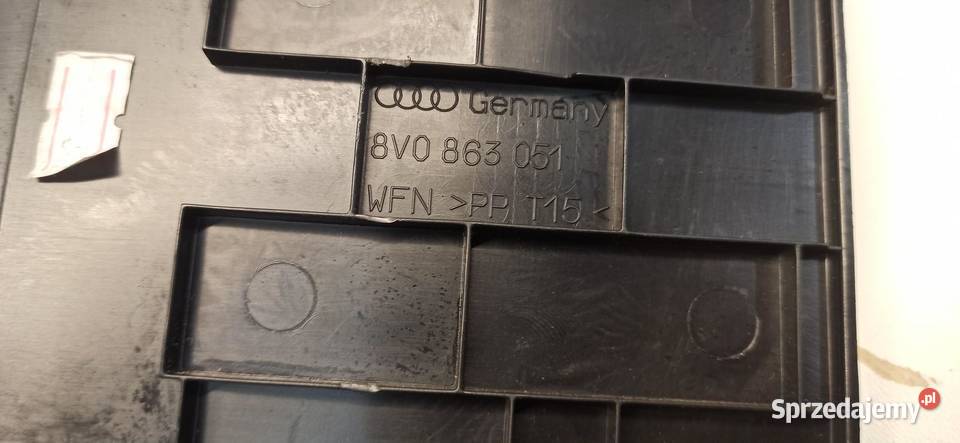 Germany
8V0 863 051
WFN >PP T15<
Sprzedajemy.pl